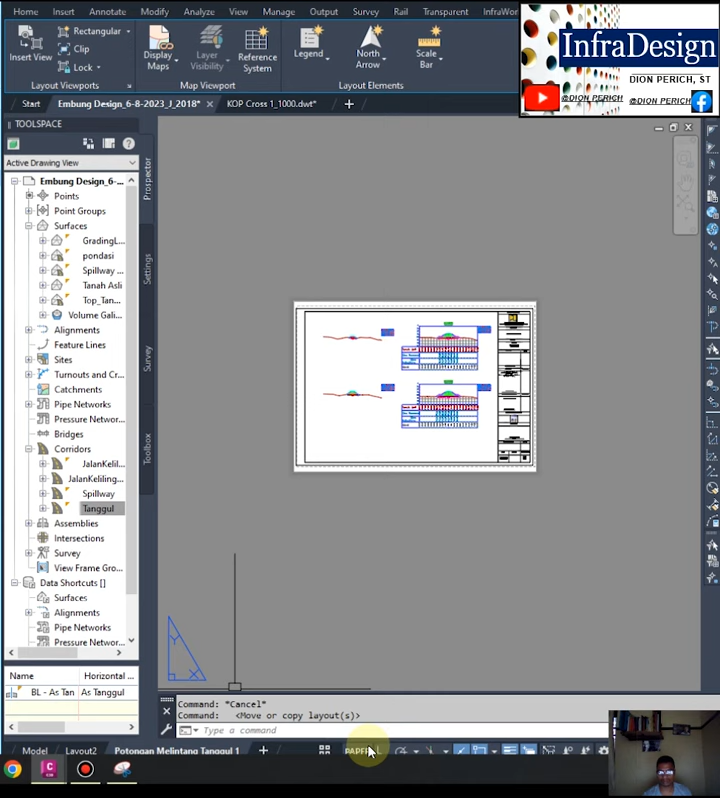 Home Insert Annotate Modify Analyze View Manage Output Survey Rail Transparent InfraWo
Insert View
Rectangular
Clip
Lock
Display Maps
Layer Visibility
Reference System
Legend
North Arrow
Scale Bar
Layout Viewports Map Viewport Layout Elements
InfraDesign
DION PERICH, ST
@DION PERICH
@DION PERICH
Start Embung Design_6-8-2023_J_2018* KOP Cross 1_1000.dwt*
TOOLSPACE
Active Drawing View
Prospector
Settings
Survey
Toolbox
Embung Design_6-...
Points
Point Groups
Surfaces
GradingL...
pondasi
Spillway ...
Tanah Asli
Top_Tan...
Volume Gali...
Alignments
Feature Lines
Sites
Turnouts and Cr...
Catchments
Pipe Networks
Pressure Networ...
Bridges
Corridors
JalanKelil...
JalanKeliling...
Spillway
Tanggul
Assemblies
Intersections
Survey
View Frame Gro...
Data Shortcuts []
Surfaces
Alignments
Pipe Networks
Pressure Networ...
Name Horizontal
BL - As Tan As Tanggul
Y
X
Command: *Cancel*
Command: <Move or copy layout(s)>
Type a command
Model Layout2 Potongan Melintang Tanggul 1